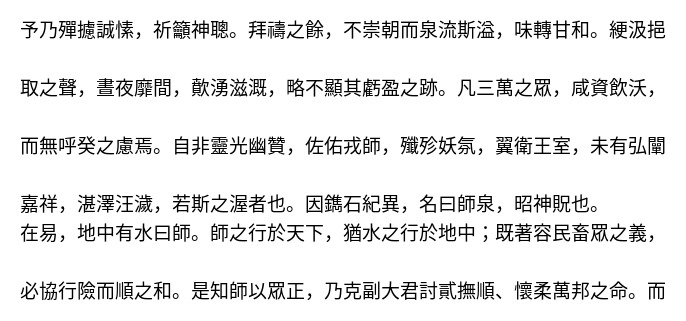 予乃殫攄誠愫，祈籲神聰。拜禱之餘，不崇朝而泉流斯溢，味轉甘和。綆汲挹
取之聲，晝夜靡間，歕湧滋溉，略不顯其虧盈之跡。凡三萬之眾，咸資飲沃，
而無呼癸之慮焉。自非靈光幽贊，佐佑戎師，殲殄妖氛，翼衛王室，未有弘闡
嘉祥，湛澤汪濊，若斯之渥者也。因鐫石紀異，名曰師泉，昭神貺也。
在易，地中有水曰師。師之行於天下，猶水之行於地中；既著容民畜眾之義，
必協行險而順之和。是知師以眾正，乃克副大君討貳撫順、懷柔萬邦之命。而